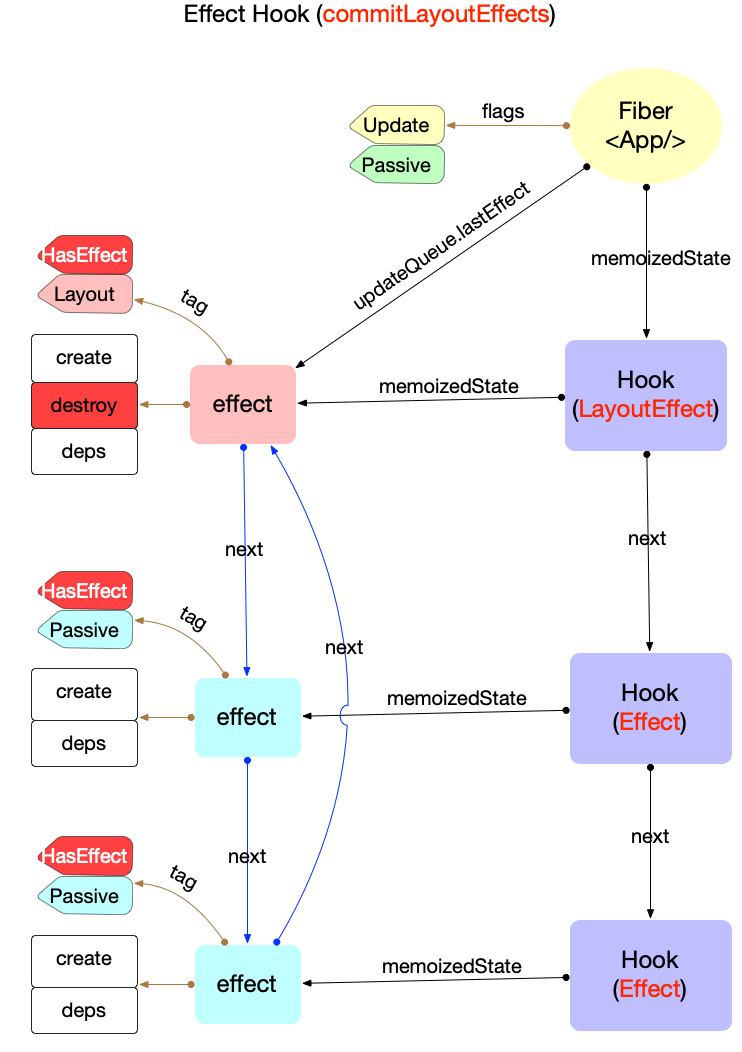 Effect Hook (commitLayoutEffects)
Fiber
<App/>
flags
Update
Passive
updateQueue.lastEffect
memoizedState
HasEffect
Layout
tag
create
destroy
deps
effect
memoizedState
Hook
(LayoutEffect)
next
next
next
HasEffect
Passive
tag
create
deps
effect
memoizedState
Hook
(Effect)
next
next
HasEffect
Passive
tag
create
deps
effect
memoizedState
Hook
(Effect)